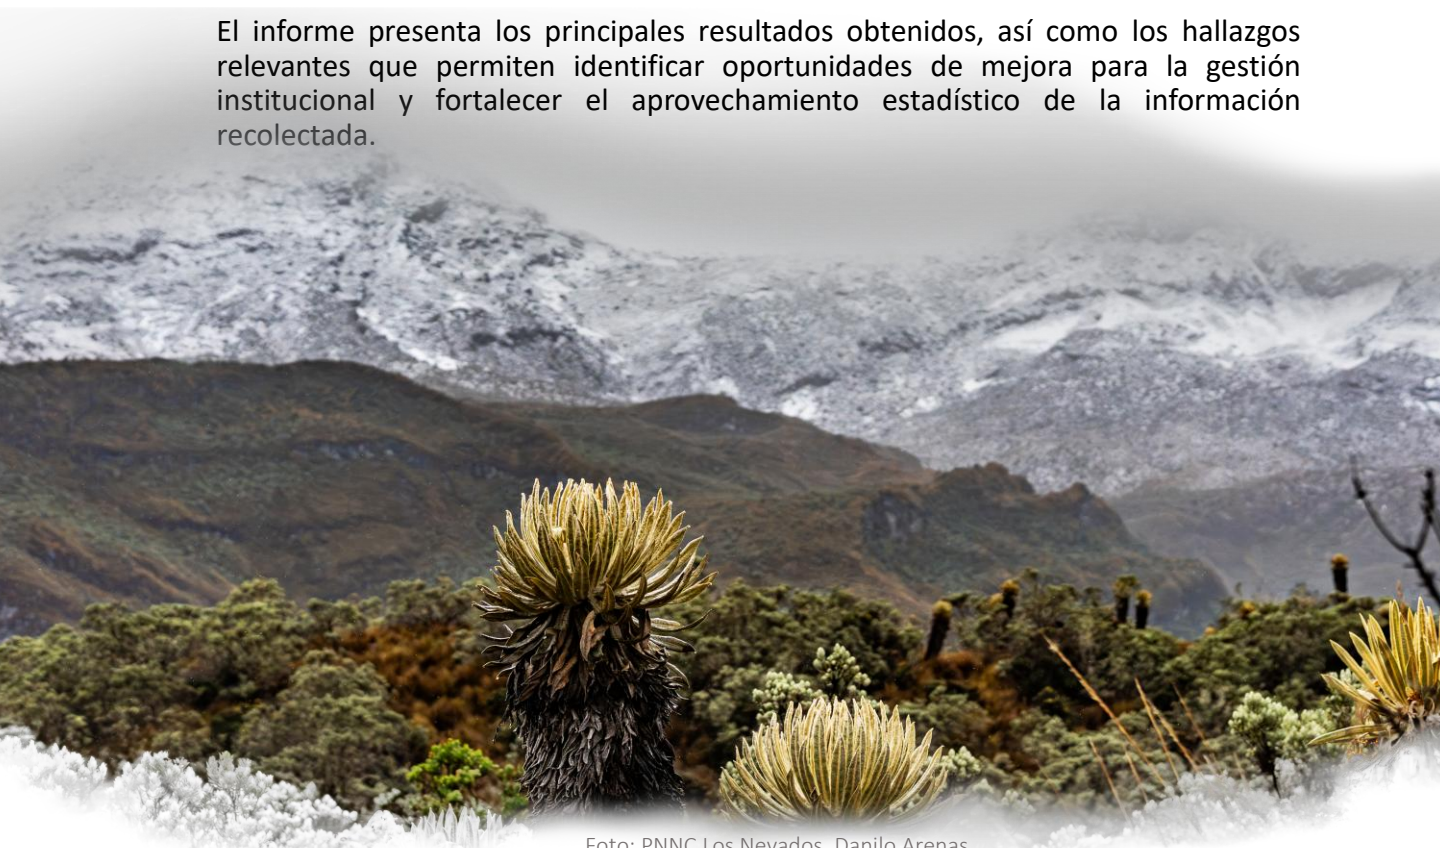 El informe presenta los principales resultados obtenidos, así como los hallazgos
relevantes que permiten identificar oportunidades de mejora para la gestión
institucional y fortalecer el aprovechamiento estadístico de la información
recolectada.
Foto: PNNC Los Nevados. Danilo Arenas